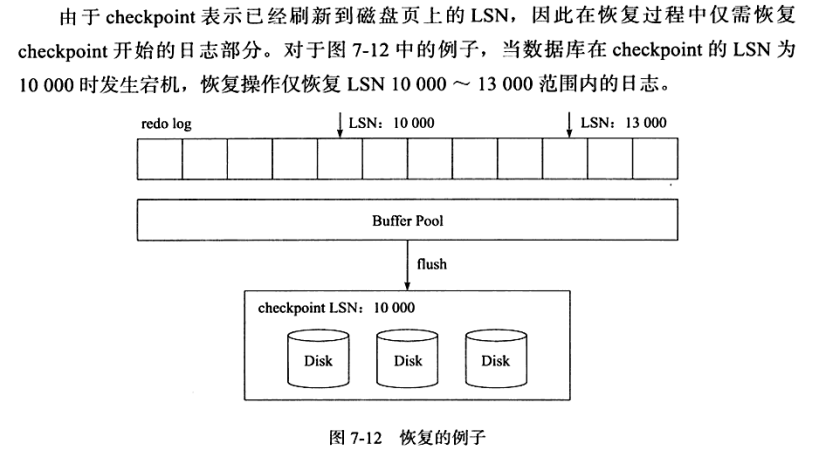 由于 checkpoint 表示已经刷新到磁盘页上的 LSN，因此在恢复过程中仅需恢复
checkpoint 开始的日志部分。对于图 7-12 中的例子，当数据库在 checkpoint 的 LSN 为
10 000 时发生宕机，恢复操作仅恢复 LSN 10 000 ～ 13 000 范围内的日志。
redo log
LSN：10 000
LSN：13 000
Buffer Pool
flush
checkpoint LSN：10 000
Disk
Disk
Disk
图 7-12 恢复的例子